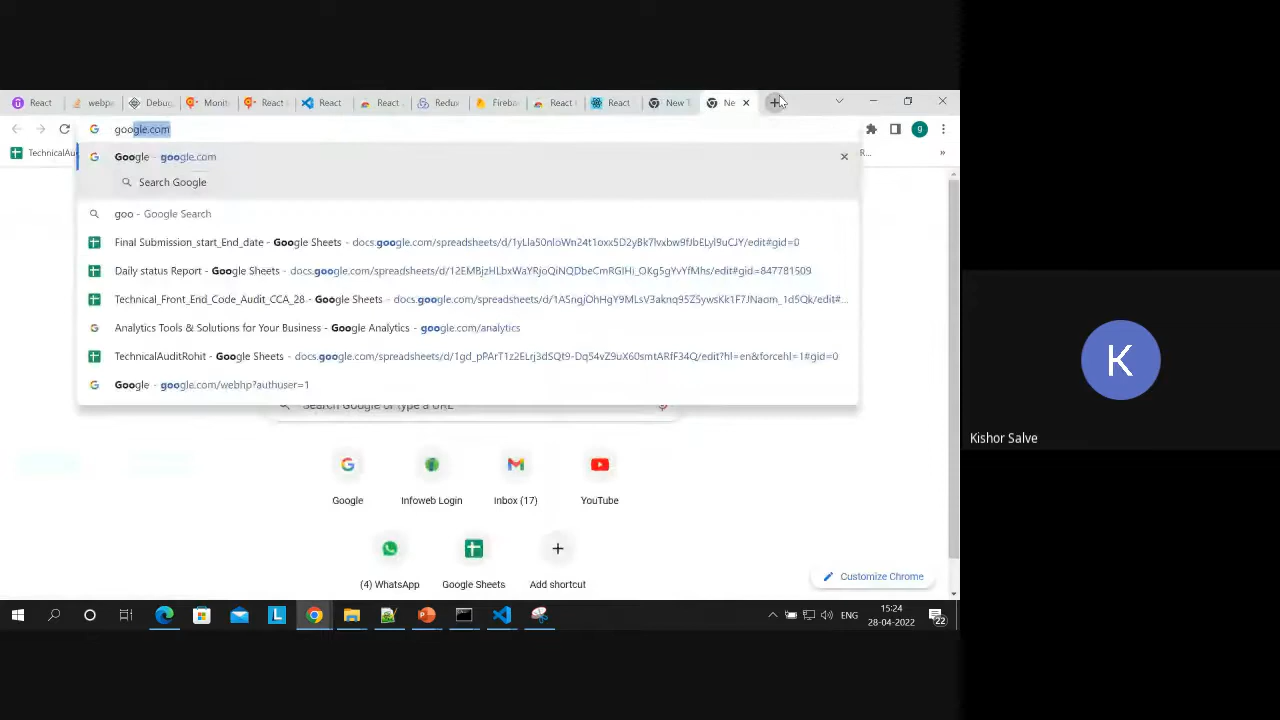 React
webp
Debug
Monit
React
React
React
Redux
Fireba
React
React
New T
Ne
google.com
g
TechnicalAu
R...
»
Google - google.com
Search Google
goo - Google Search
Final Submission_start_End_date - Google Sheets - docs.google.com/spreadsheets/d/1yLla50nloWn24t1oxx5D2yBk7lvxbw9fJbELyl9uCJY/edit#gid=0
Daily status Report - Google Sheets - docs.google.com/spreadsheets/d/12EMBjzHLbxWaYRjoQiNQDbeCmRGIHi_OKg5gYvYfMhs/edit#gid=847781509
Technical_Front_End_Code_Audit_CCA_28 - Google Sheets - docs.google.com/spreadsheets/d/1ASngjOhHgY9MLsV3aknq95Z5ywsKk1F7JNaom_1d5Qk/edit#...
Analytics Tools & Solutions for Your Business - Google Analytics - google.com/analytics
TechnicalAuditRohit - Google Sheets - docs.google.com/spreadsheets/d/1gd_pPArT1z2ELrj3dSQt9-Dq54vZ9uX60smtARfF34Q/edit?hl=en&forcehl=1#gid=0
Google - google.com/webhp?authuser=1
Search Google or type a URL
Google
Infoweb Login
Inbox (17)
YouTube
(4) WhatsApp
Google Sheets
Add shortcut
Customize Chrome
K
Kishor Salve
L
ENG
15:24
28-04-2022
22